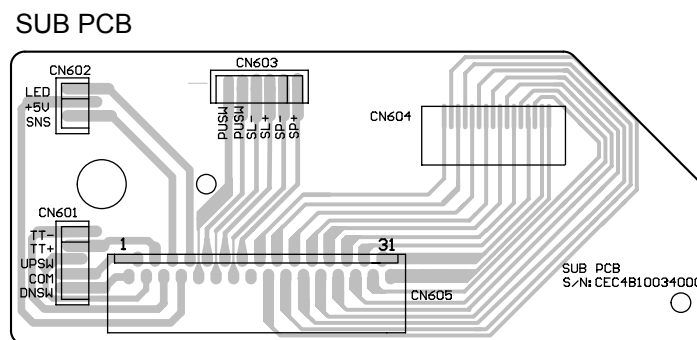 SUB PCB
CN602
LED
+5V
SNS
CN603
PUSW
PUSW
SL-
SL+
SP-
SP+
CN604
CN601
TT-
TT+
UPSW
COM
DNSW
1
31
CN605
SUB PCB
S/N:CEC4B10034000